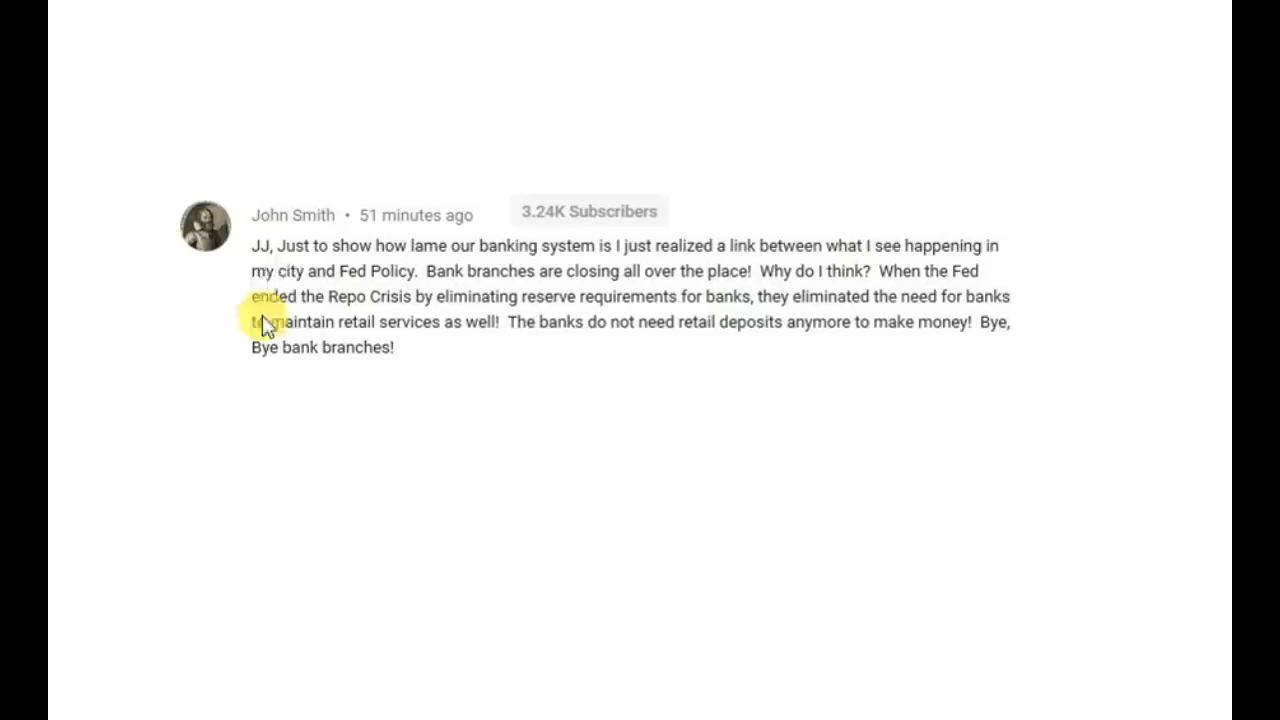 John Smith • 51 minutes ago 3.24K Subscribers
JJ, Just to show how lame our banking system is I just realized a link between what I see happening in
my city and Fed Policy.  Bank branches are closing all over the place!  Why do I think?  When the Fed
ended the Repo Crisis by eliminating reserve requirements for banks, they eliminated the need for banks
to maintain retail services as well!  The banks do not need retail deposits anymore to make money!  Bye,
Bye bank branches!